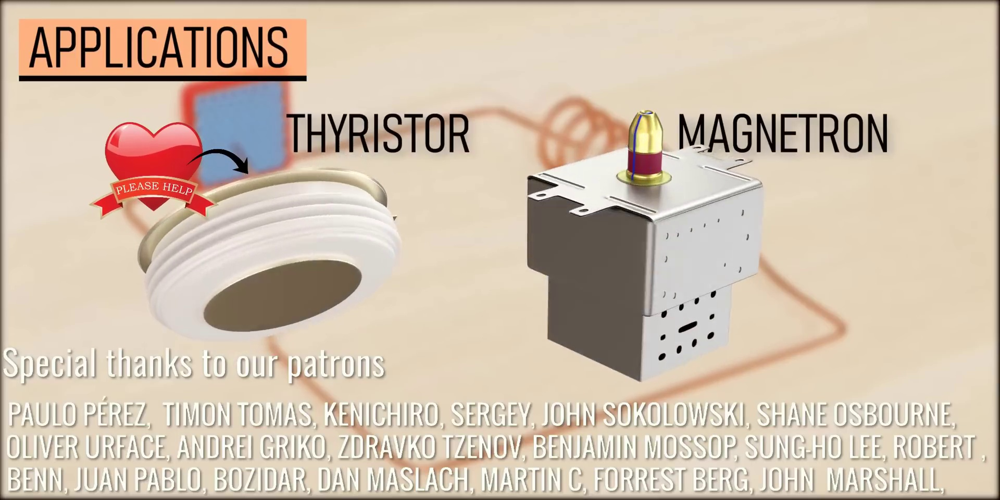 APPLICATIONS
THYRISTOR
MAGNETRON
PLEASE HELP
Special thanks to our patrons
PAULO PÉREZ, TIMON TOMAS, KENICHIRO, SERGEY, JOHN SOKOLOWSKI, SHANE OSBOURNE,
OLIVER URFACE, ANDREI GRIKO, ZDRAVKO TZENOV, BENJAMIN MOSSOP, SUNG-HO LEE, ROBERT ,
BENN, JUAN PABLO, BOZIDAR, DAN MASLACH, MARTIN C, FORREST BERG, JOHN MARSHALL,